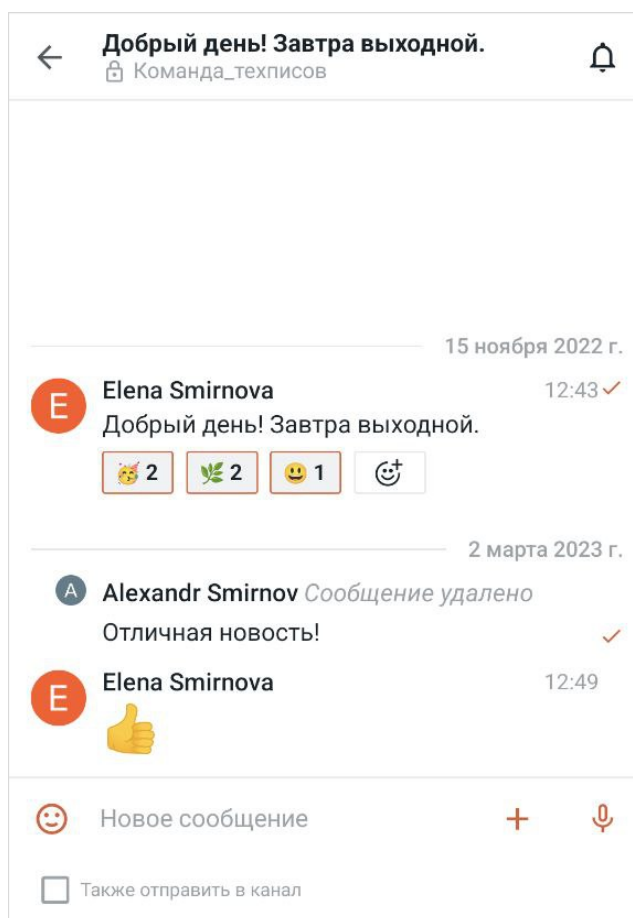 Добрый день! Завтра выходной.
Команда_техписов
15 ноября 2022 г.
Elena Smirnova 12:43
E
Добрый день! Завтра выходной.
🥳 2 🌿 2 😃 1
2 марта 2023 г.
A Alexandr Smirnov Сообщение удалено
Отличная новость!
Elena Smirnova 12:49
E
👍
Новое сообщение
Также отправить в канал